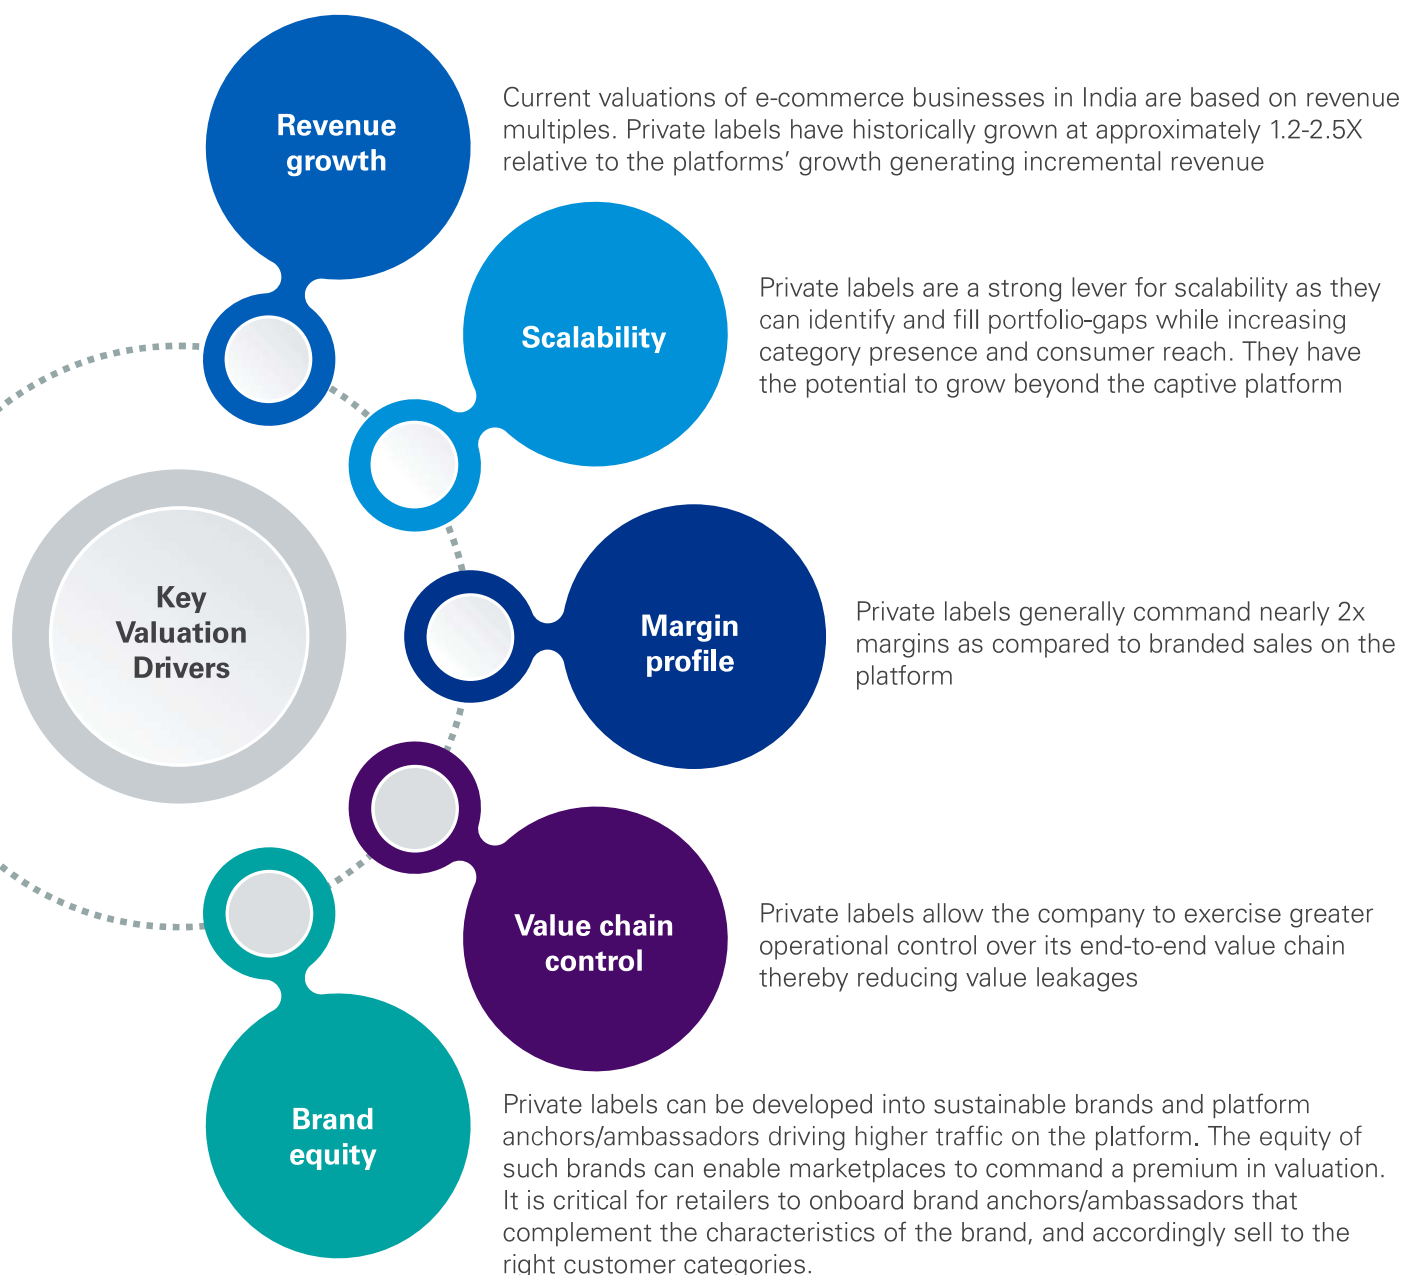 Revenue
growth
Current valuations of e-commerce businesses in India are based on revenue
multiples. Private labels have historically grown at approximately 1.2-2.5X
relative to the platforms’ growth generating incremental revenue
Scalability
Private labels are a strong lever for scalability as they
can identify and fill portfolio-gaps while increasing
category presence and consumer reach. They have
the potential to grow beyond the captive platform
Key
Valuation
Drivers
Margin
profile
Private labels generally command nearly 2x
margins as compared to branded sales on the
platform
Value chain
control
Private labels allow the company to exercise greater
operational control over its end-to-end value chain
thereby reducing value leakages
Brand
equity
Private labels can be developed into sustainable brands and platform
anchors/ambassadors driving higher traffic on the platform. The equity of
such brands can enable marketplaces to command a premium in valuation.
It is critical for retailers to onboard brand anchors/ambassadors that
complement the characteristics of the brand, and accordingly sell to the
right customer categories.